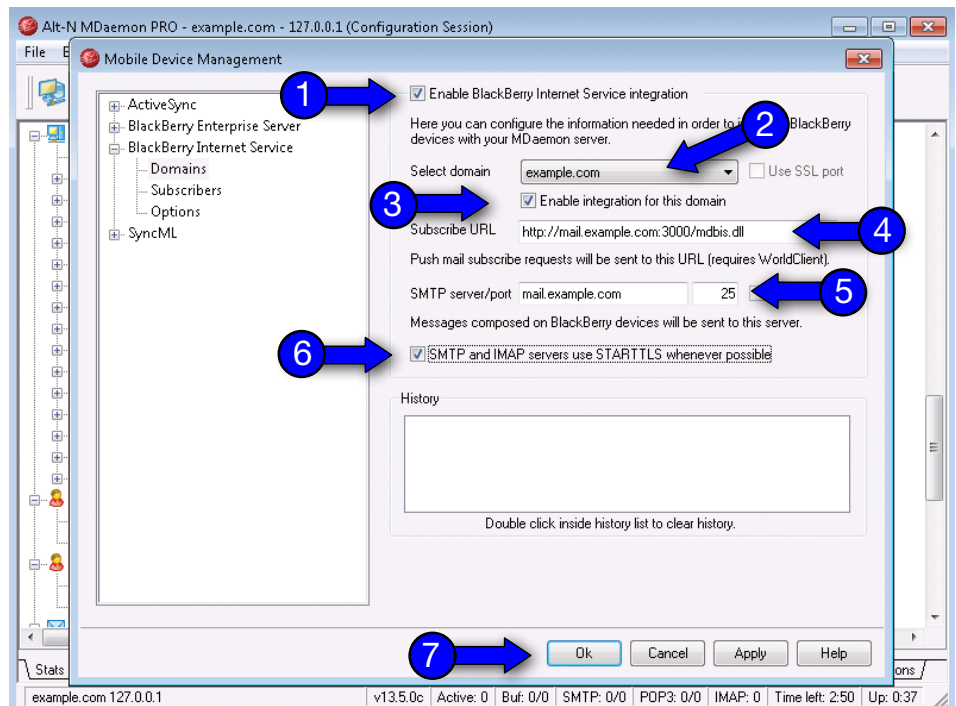 Alt-N MDaemon PRO - example.com - 127.0.0.1 (Configuration Session)
File
Mobile Device Management
1
Enable BlackBerry Internet Service integration
ActiveSync
BlackBerry Enterprise Server
BlackBerry Internet Service
Domains
Subscribers
Options
SyncML
Here you can configure the information needed in order to BlackBerry
devices with your MDaemon server.
2
Select domain example.com Use SSL port
3
Enable integration for this domain
Subscribe URL http://mail.example.com:3000/mdbis.dll
4
Push mail subscribe requests will be sent to this URL (requires WorldClient).
SMTP server/port mail.example.com 25
5
Messages composed on BlackBerry devices will be sent to this server.
6
SMTP and IMAP servers use STARTTLS whenever possible
History
Double click inside history list to clear history.
7
Ok Cancel Apply Help
Stats
example.com 127.0.0.1 v13.5.0c Active: 0 Buf: 0/0 SMTP: 0/0 POP3: 0/0 IMAP: 0 Time left: 2:50 Up: 0:37